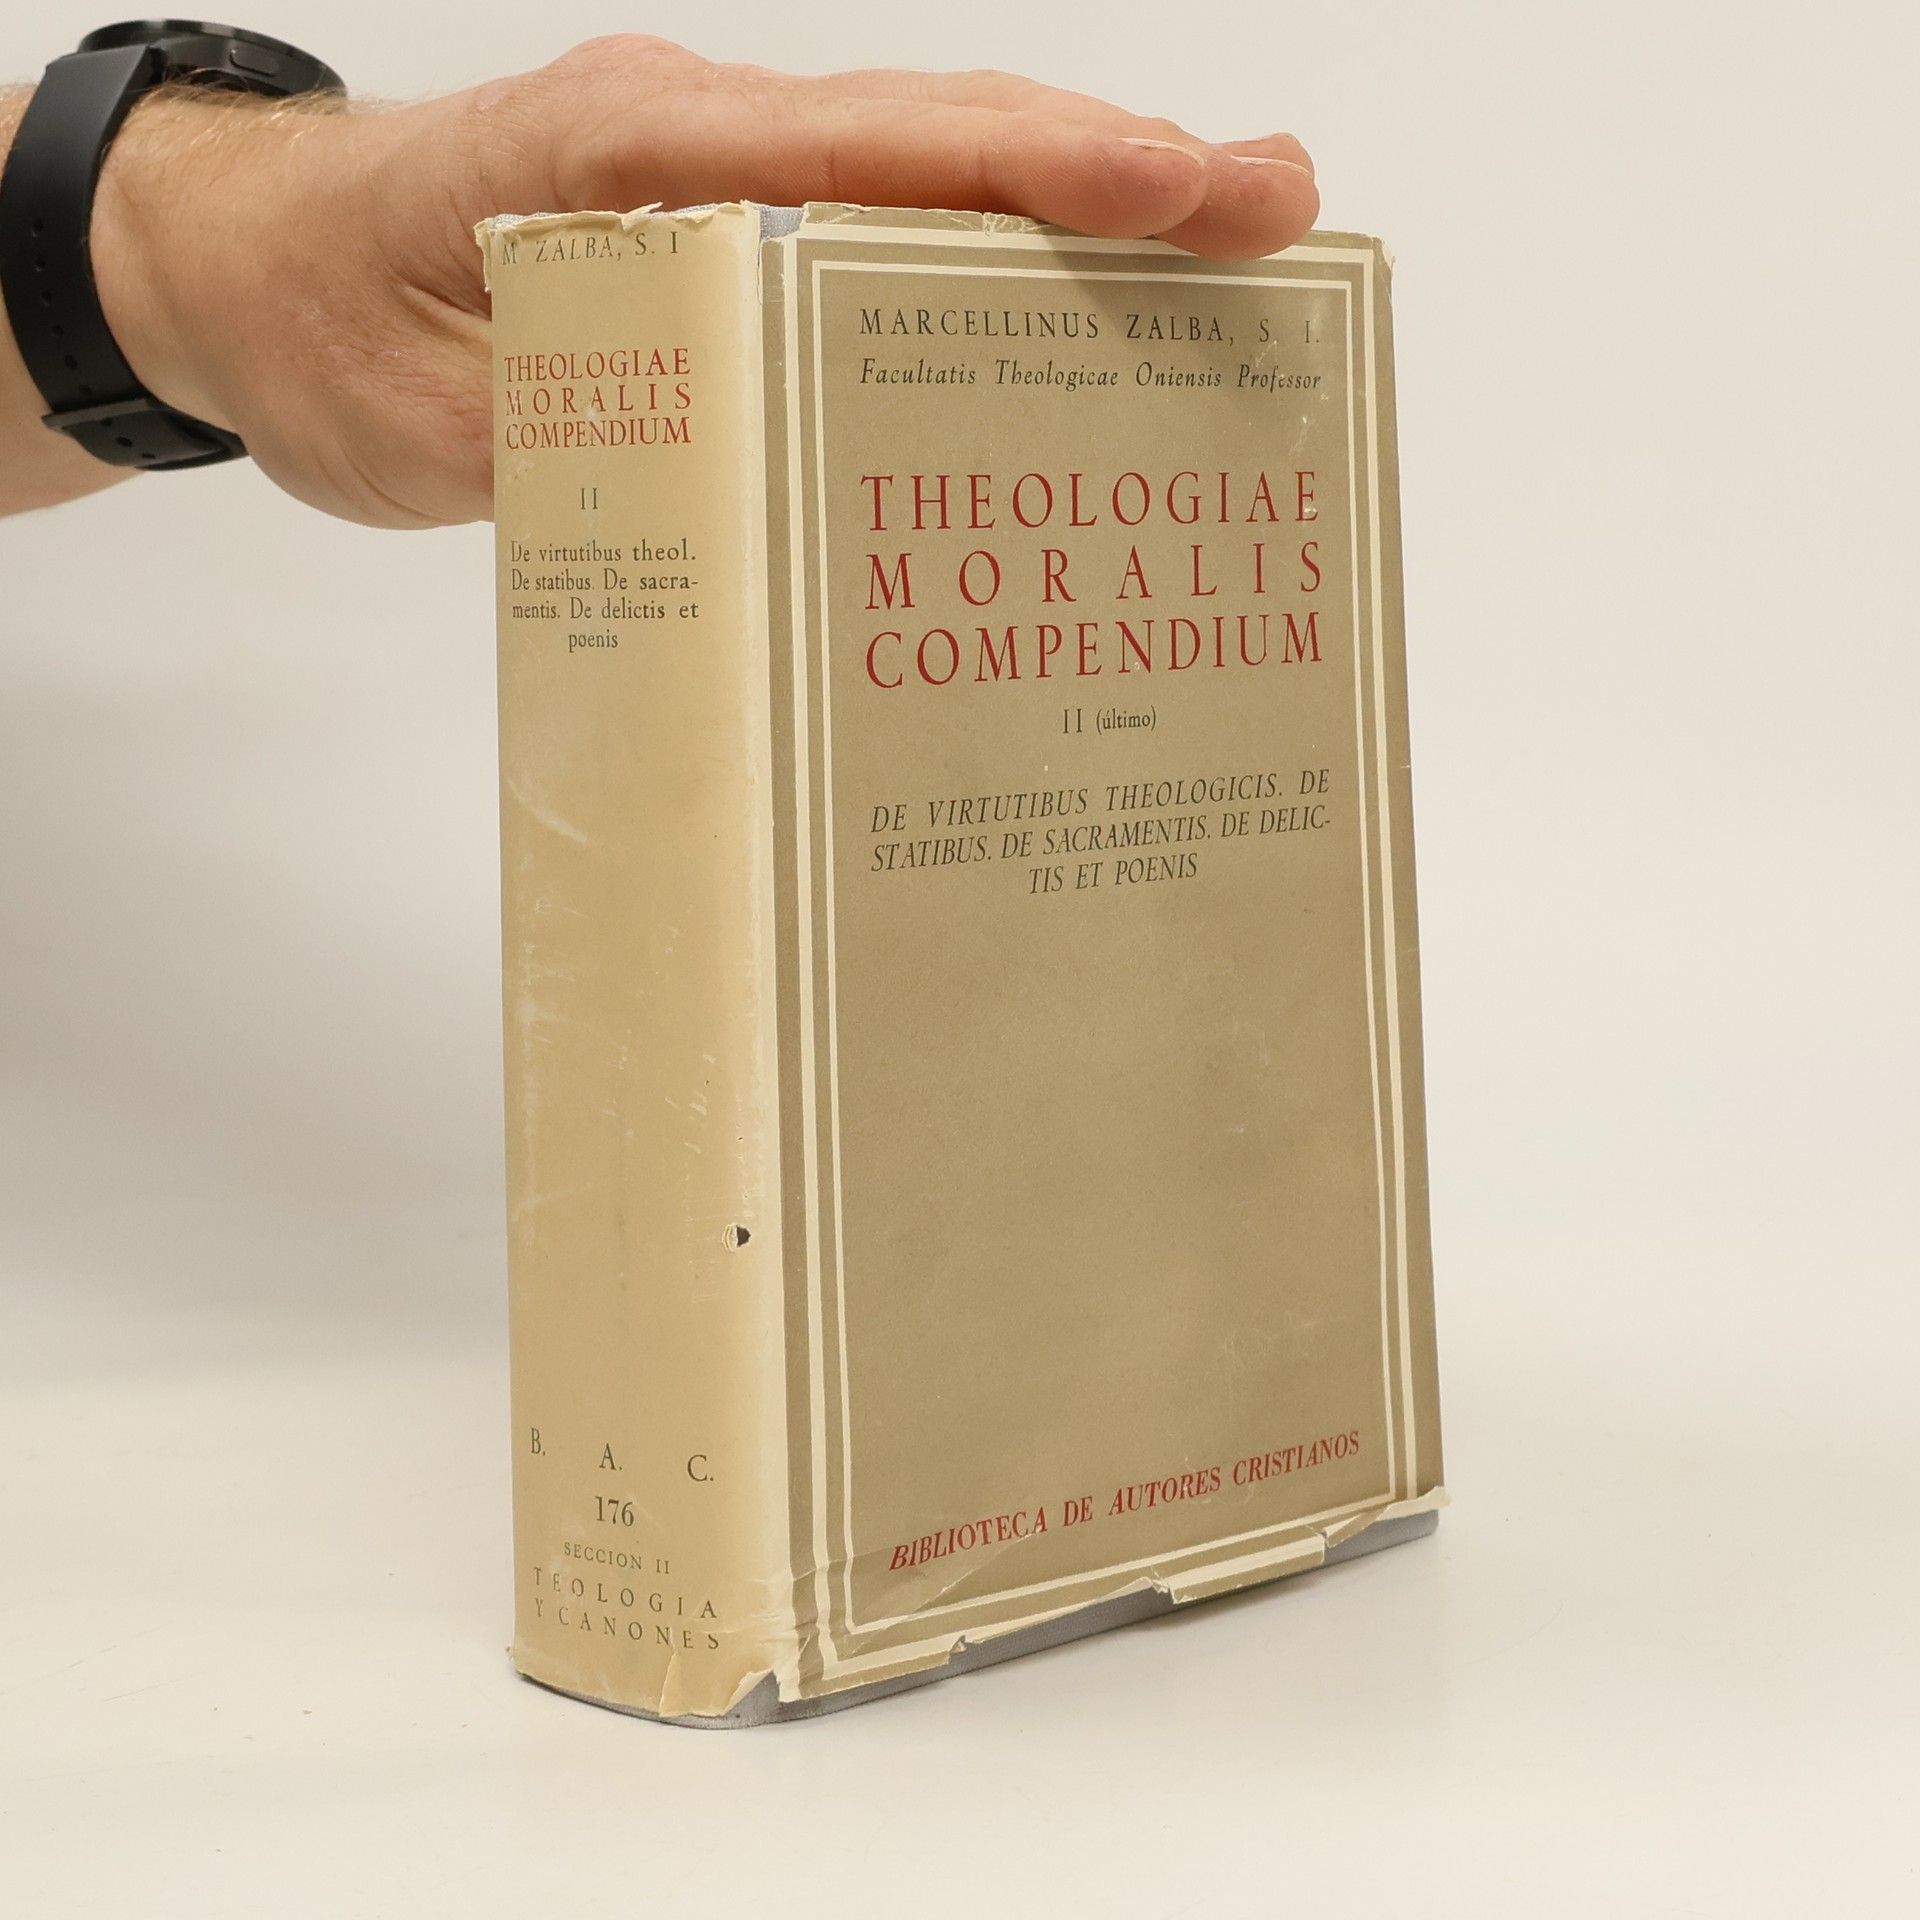 M ZALBA, S. I
THEOLOGIAE
MORALIS
COMPENDIUM
II
De virtutibus theol.
De statibus. De sacra-
mentis. De delictis et
poenis
B. A. C.
176
SECCION II
TEOLOGIA
Y CANONES
MARCELLINUS ZALBA, S. I.
Facultatis Theologicae Oniensis Professor
THEOLOGIAE
MORALIS
COMPENDIUM
II (último)
DE VIRTUTIBUS THEOLOGICIS. DE
STATIBUS. DE SACRAMENTIS. DE DELIC-
TIS ET POENIS
BIBLIOTECA DE AUTORES CRISTIANOS